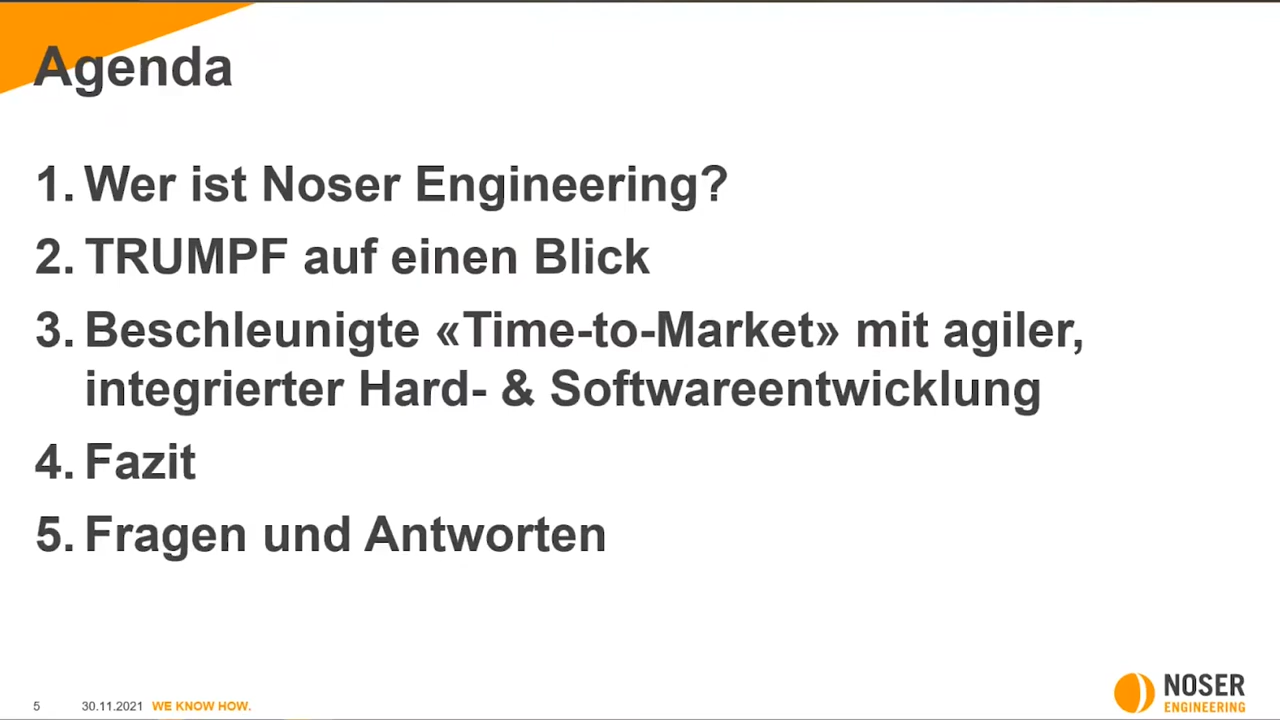 Agenda
1. Wer ist Noser Engineering?
2. TRUMPF auf einen Blick
3. Beschleunigte «Time-to-Market» mit agiler,
integrierter Hard- & Softwareentwicklung
4. Fazit
5. Fragen und Antworten
5 30.11.2021 WE KNOW HOW.
NOSER
ENGINEERING